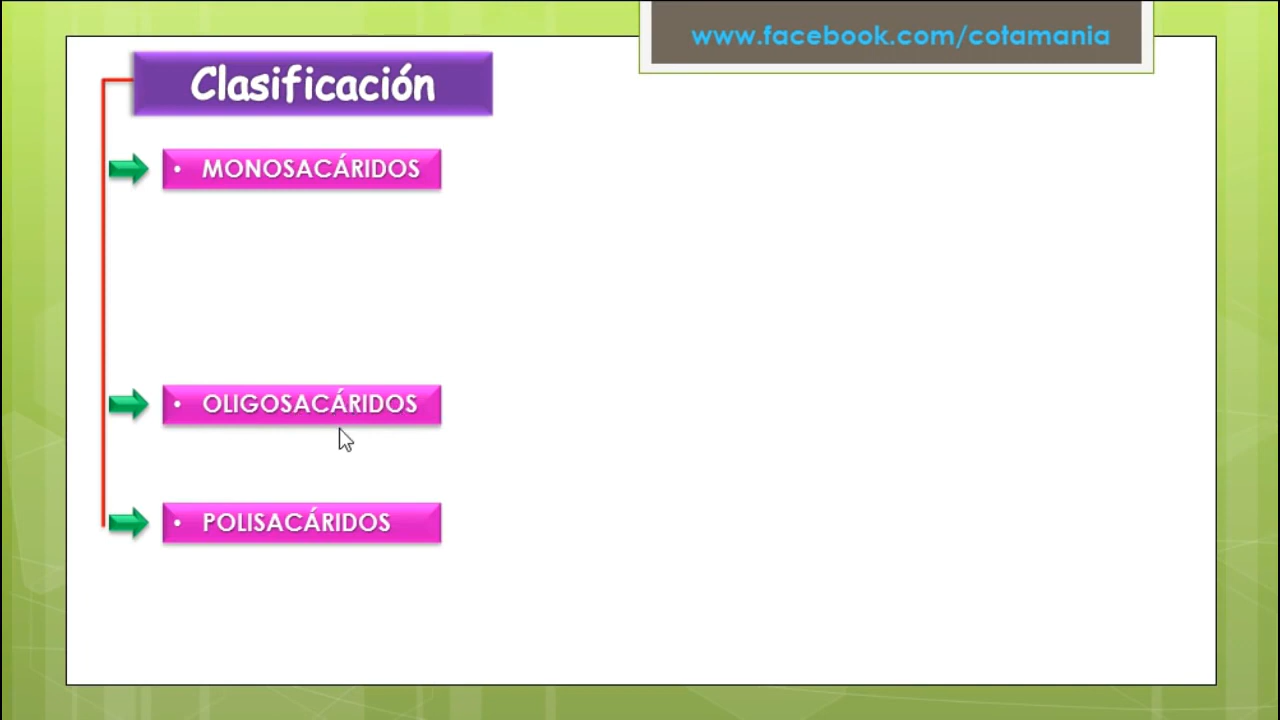 www.facebook.com/cotamania
Clasificación
• MONOSACÁRIDOS
• OLIGOSACÁRIDOS
• POLISACÁRIDOS